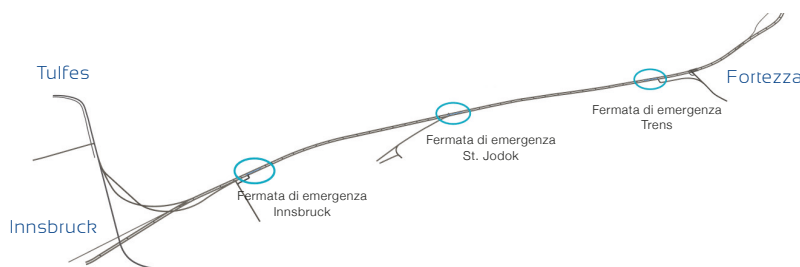 Tulfes
Fortezza
Fermata di emergenza
Trens
Fermata di emergenza
St. Jodok
Fermata di emergenza
Innsbruck
Innsbruck